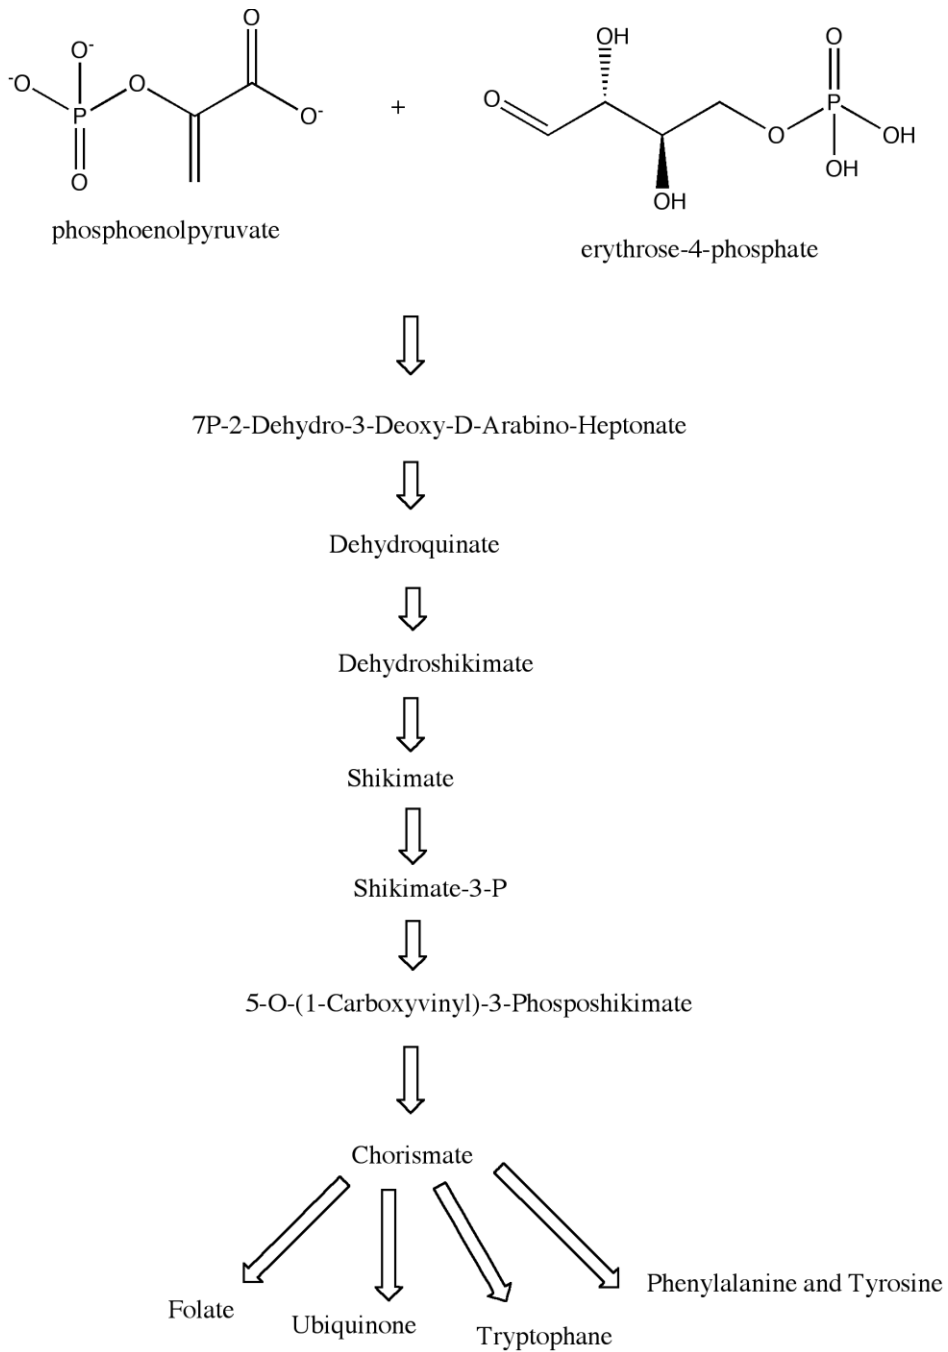 O
O-
-O
O
P
O-
O
phosphoenolpyruvate
+
OH
O
O
P
O
OH
OH
OH
erythrose-4-phosphate
7P-2-Dehydro-3-Deoxy-D-Arabino-Heptonate
Dehydroquinate
Dehydroshikimate
Shikimate
Shikimate-3-P
5-O-(1-Carboxyvinyl)-3-Phosposhikimate
Chorismate
Folate
Ubiquinone
Tryptophane
Phenylalanine and Tyrosine